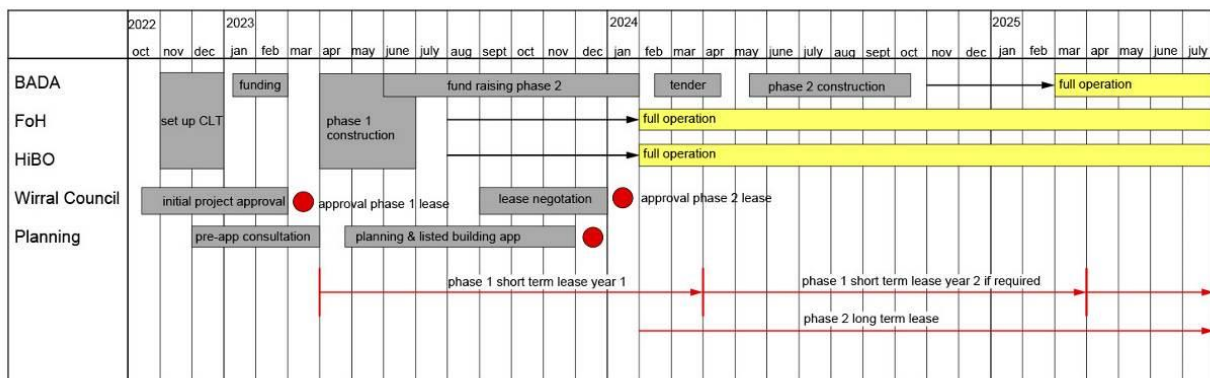 2022 2023 2024 2025
oct nov dec jan feb mar apr may june july aug sept oct nov dec jan feb mar apr may june july aug sept oct nov dec jan feb mar apr may june july
BADA funding fund raising phase 2 tender phase 2 construction full operation
FoH set up CLT phase 1 full operation
construction
HiBO full operation
Wirral Council initial project approval approval phase 1 lease lease negotation approval phase 2 lease
Planning pre-app consultation planning & listed building app
phase 1 short term lease year 1 phase 1 short term lease year 2 if required
phase 2 long term lease